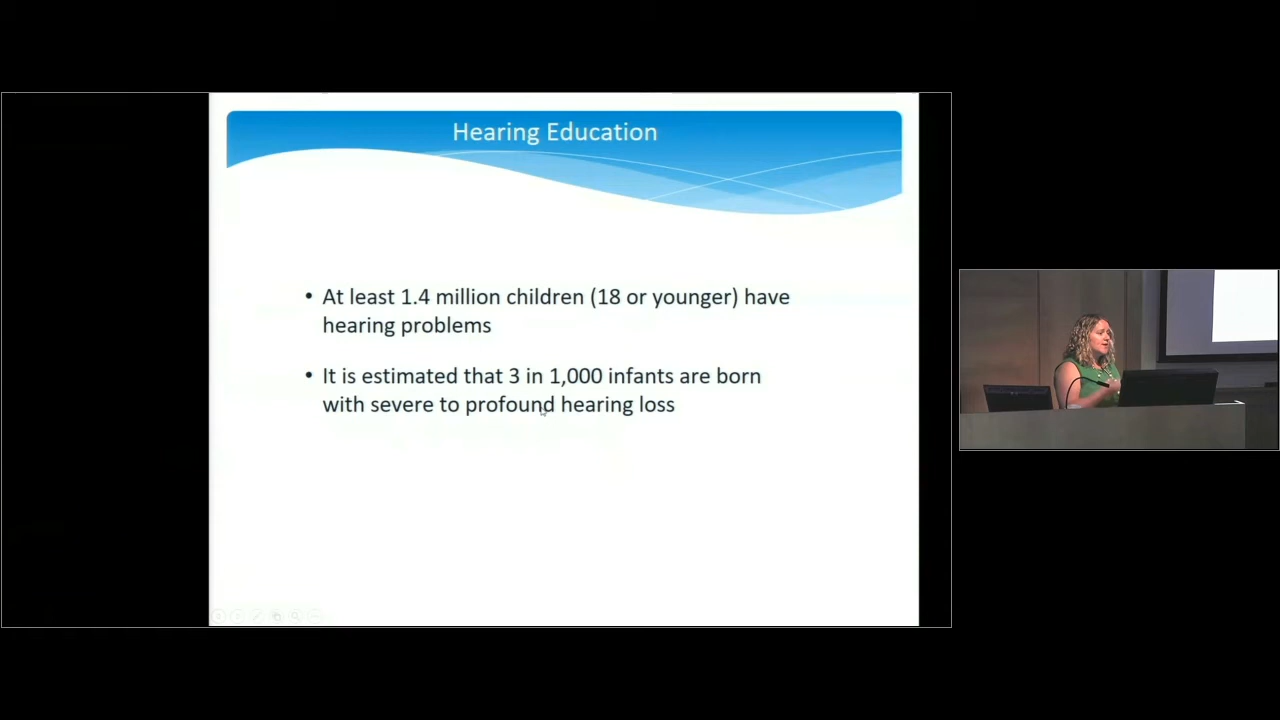 Hearing Education
• At least 1.4 million children (18 or younger) have
hearing problems
• It is estimated that 3 in 1,000 infants are born
with severe to profound hearing loss